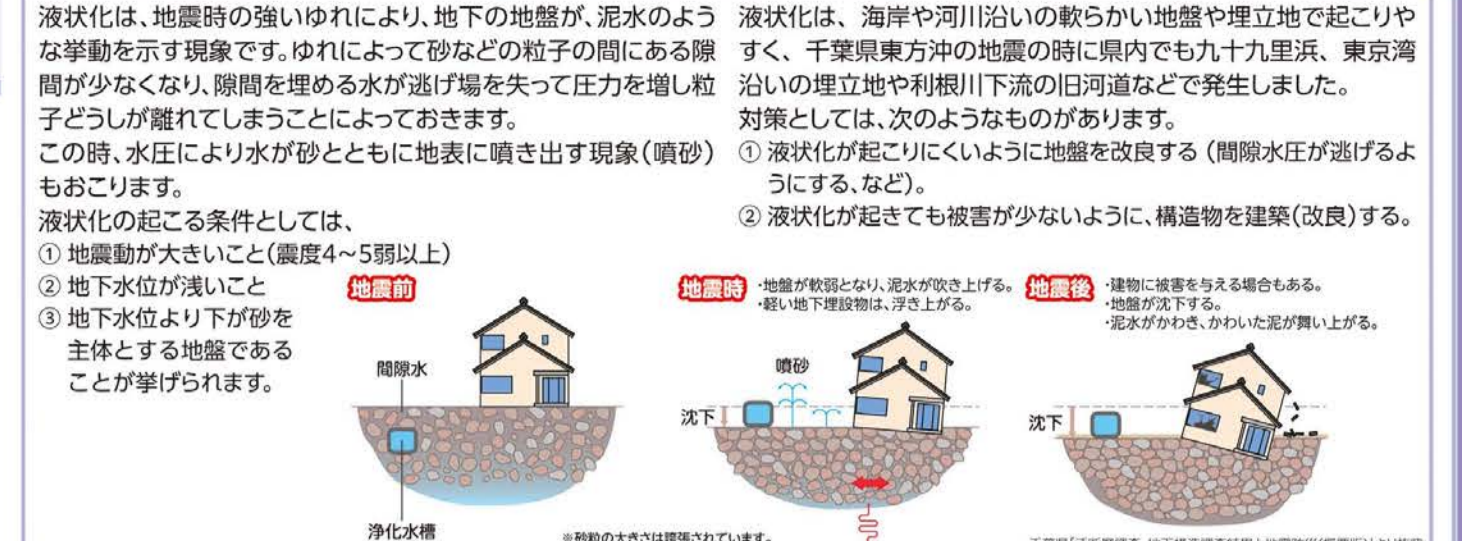 液状化は、地震時の強いゆれにより、地下の地盤が、泥水のよう
な挙動を示す現象です。ゆれによって砂などの粒子の間にある隙
間が少なくなり、隙間を埋める水が逃げ場を失って圧力を増し粒
子どうしが離れてしまうことによっておきます。
この時、水圧により水が砂とともに地表に噴き出す現象(噴砂)
もおこります。
液状化の起こる条件としては、
① 地震動が大きいこと(震度4～5弱以上)
② 地下水位が浅いこと
③ 地下水位より下が砂を
主体とする地盤である
ことが挙げられます。
液状化は、海岸や河川沿いの軟らかい地盤や埋立地で起こりや
すく、千葉県東方沖の地震の時に県内でも九十九里浜、東京湾
沿いの埋立地や利根川下流の旧河道などで発生しました。
対策としては、次のようなものがあります。
① 液状化が起こりにくいように地盤を改良する(間隙水圧が逃げるよ
うにする、など)。
② 液状化が起きても被害が少ないように、構造物を建築(改良)する。
地震前
間隙水
浄化水槽
地震時
・地盤が軟弱となり、泥水が吹き上げる。
・軽い地下埋設物は、浮き上がる。
噴砂
沈下
地震後
・建物に被害を与える場合もある。
・地盤が沈下する。
・泥水がかわき、かわいた泥が舞い上がる。
沈下
※砂粒の大きさは誇張されています。